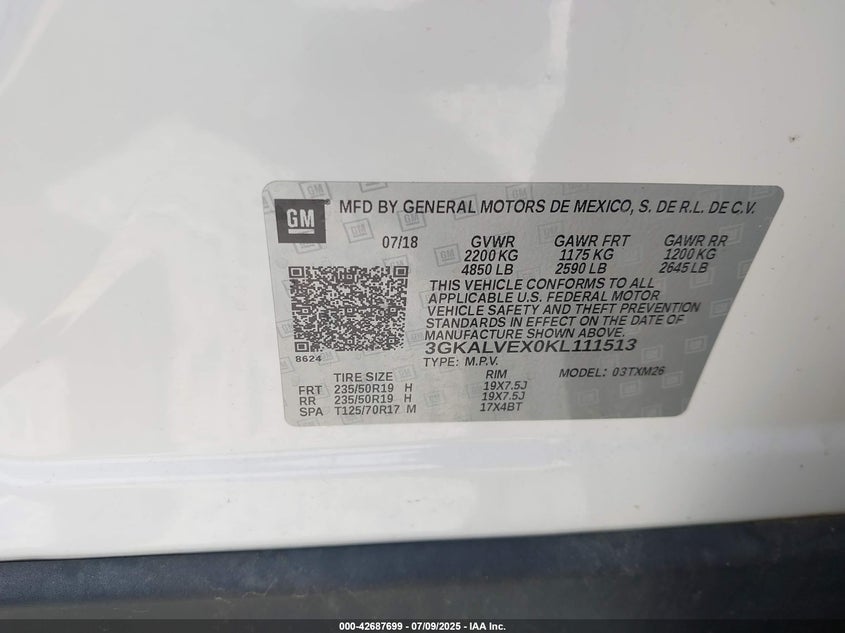 GM
MFD BY GENERAL MOTORS DE MEXICO, S. DE R.L. DE C.V.
07/18 GVWR GAWR FRT GAWR RR
2200 KG 1175 KG 1200 KG
4850 LB 2590 LB 2645 LB
THIS VEHICLE CONFORMS TO ALL
APPLICABLE U.S. FEDERAL MOTOR
VEHICLE SAFETY AND THEFT PREVENTION
STANDARDS IN EFFECT ON THE DATE OF
MANUFACTURE SHOWN ABOVE.
8624
3GKALVEX0KL111513
TYPE: M.P.V. MODEL: 03TXM26
TIRE SIZE RIM
FRT 235/50R19 H 19X7.5J
RR 235/50R19 H 19X7.5J
SPA T125/70R17 M 17X4BT
000-42687699 - 07/09/2025 - IAA Inc.